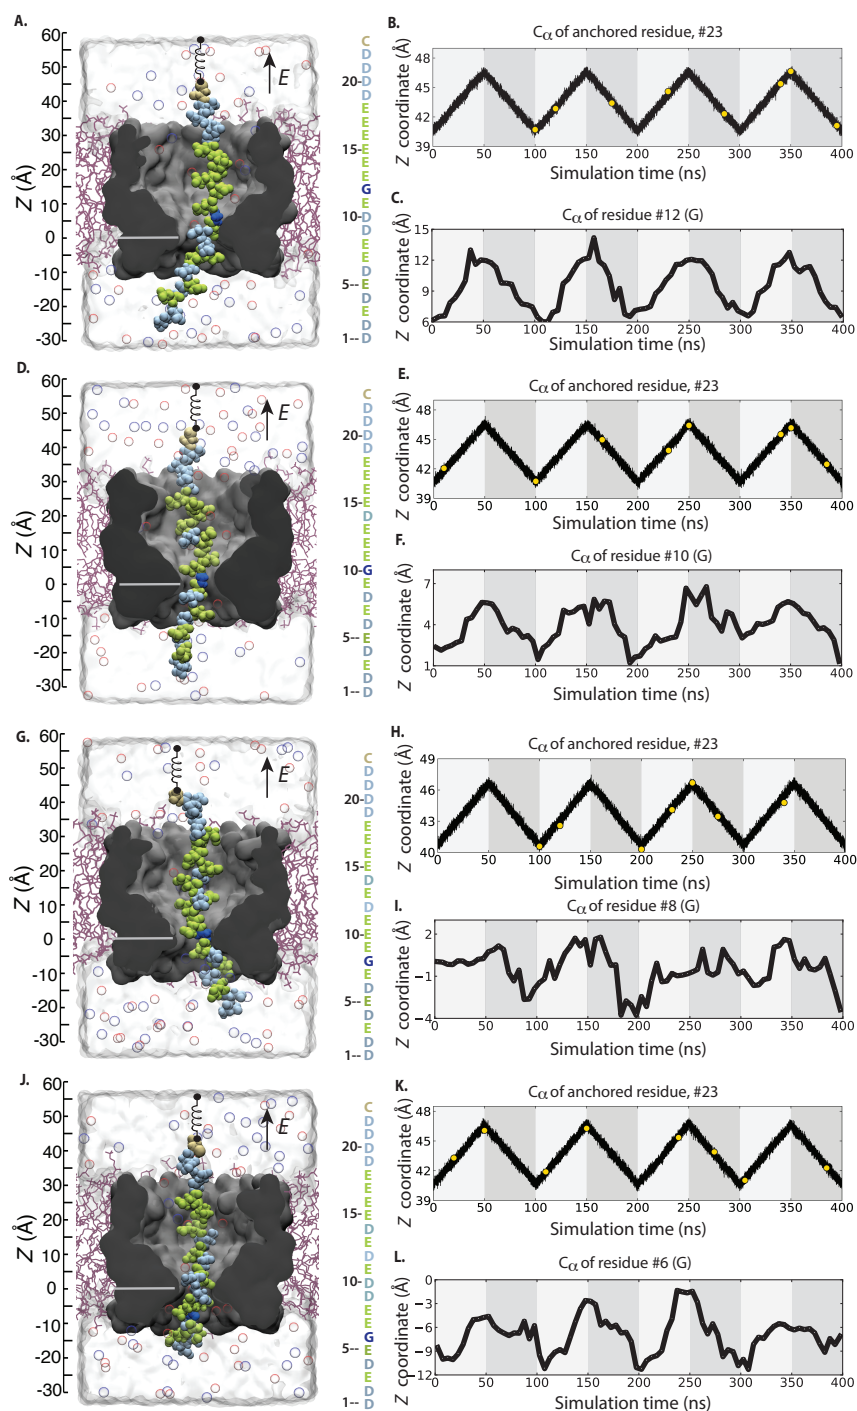 A.
Z (Å)
60
50
40
30
20
10
0
-10
-20
-30
E
C
D
D
20- D
D
E
E
E
15- E
E
E
G
E
10- D
D
E
E
D
5-- E
D
E
D
1-- D
B.
Cα of anchored residue, #23
Z coordinate (Å)
48
45
42
39
0 50 100 150 200 250 300 350 400
Simulation time (ns)
C.
Cα of residue #12 (G)
Z coordinate (Å)
15
12
9
6
0 50 100 150 200 250 300 350 400
Simulation time (ns)
D.
Z (Å)
60
50
40
30
20
10
0
-10
-20
-30
E
C
D
D
20- D
D
E
E
E
15- E
D
E
E
E
10- G
E
D
E
D
5-- E
D
E
D
1-- D
E.
Cα of anchored residue, #23
Z coordinate (Å)
48
45
42
39
0 50 100 150 200 250 300 350 400
Simulation time (ns)
F.
Cα of residue #10 (G)
Z coordinate (Å)
7
4
1
0 50 100 150 200 250 300 350 400
Simulation time (ns)
G.
Z (Å)
60
50
40
30
20
10
0
-10
-20
-30
E
C
D
D
20- D
D
E
E
E
15- E
D
E
D
E
10- E
E
G
E
D
5-- E
D
E
D
1-- D
H.
Cα of anchored residue, #23
Z coordinate (Å)
49
46
43
40
0 50 100 150 200 250 300 350 400
Simulation time (ns)
I.
Cα of residue #8 (G)
Z coordinate (Å)
2
−1
−4
0 50 100 150 200 250 300 350 400
Simulation time (ns)
J.
Z (Å)
60
50
40
30
20
10
0
-10
20
-30
E
C
D
D
20- D
D
E
E
E
15- E
D
E
D
E
10- D
D
E
E
G
5-- E
D
E
D
1-- D
K.
Cα of anchored residue, #23
Z coordinate (Å)
48
45
42
39
0 50 100 150 200 250 300 350 400
Simulation time (ns)
L.
Cα of residue #6 (G)
Z coordinate (Å)
0
−3
−6
−9
−12
0 50 100 150 200 250 300 350 400
Simulation time (ns)